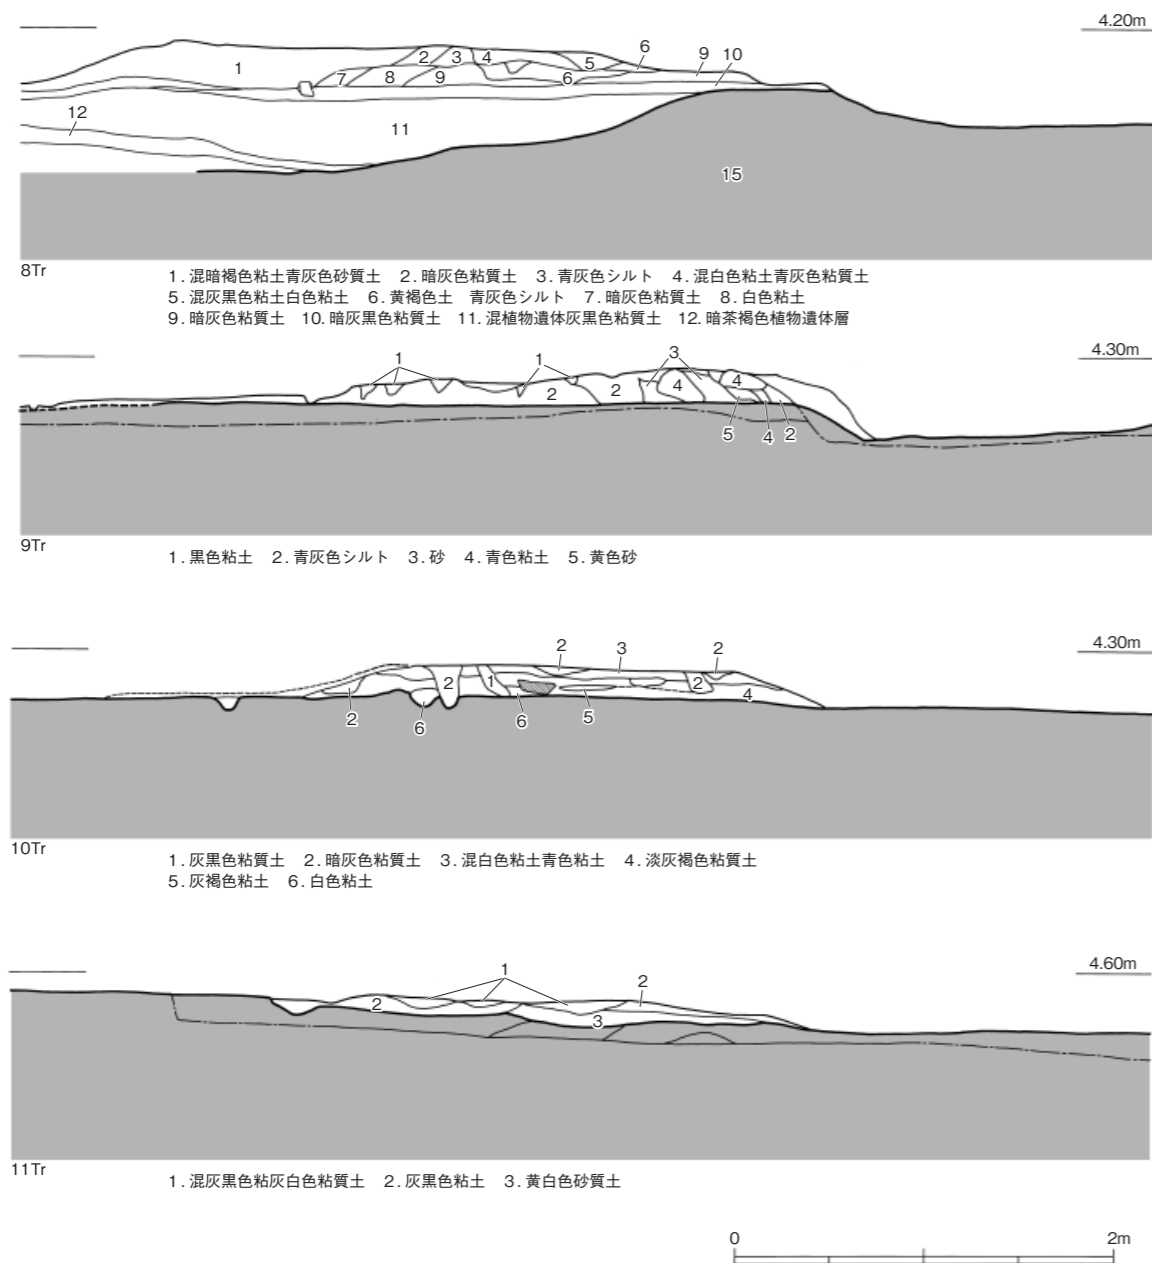 4.20m
1 2 3 4 5 6 9 10
7 8 9 6
12 11
15
8Tr
1. 混暗褐色粘土青灰色砂質土 2. 暗灰色粘質土 3. 青灰色シルト 4. 混白色粘土青灰色粘質土
5. 混灰黒色粘土白色粘土 6. 黄褐色土 青灰色シルト 7. 暗灰色粘質土 8. 白色粘土
9. 暗灰色粘質土 10. 暗灰黒色粘質土 11. 混植物遺体灰黒色粘質土 12. 暗茶褐色植物遺体層
4.30m
1 1 3
2 2 4 4
5 4 2
9Tr
1. 黒色粘土 2. 青灰色シルト 3. 砂 4. 青色粘土 5. 黄色砂
4.30m
2 3 2
2 1 2 4
2 6 6 5
10Tr
1. 灰黒色粘質土 2. 暗灰色粘質土 3. 混白色粘土青色粘土 4. 淡灰褐色粘質土
5. 灰褐色粘土 6. 白色粘土
4.60m
1 2
2 3
11Tr
1. 混灰黒色粘灰白色粘質土 2. 灰黒色粘土 3. 黄白色砂質土
0 2m